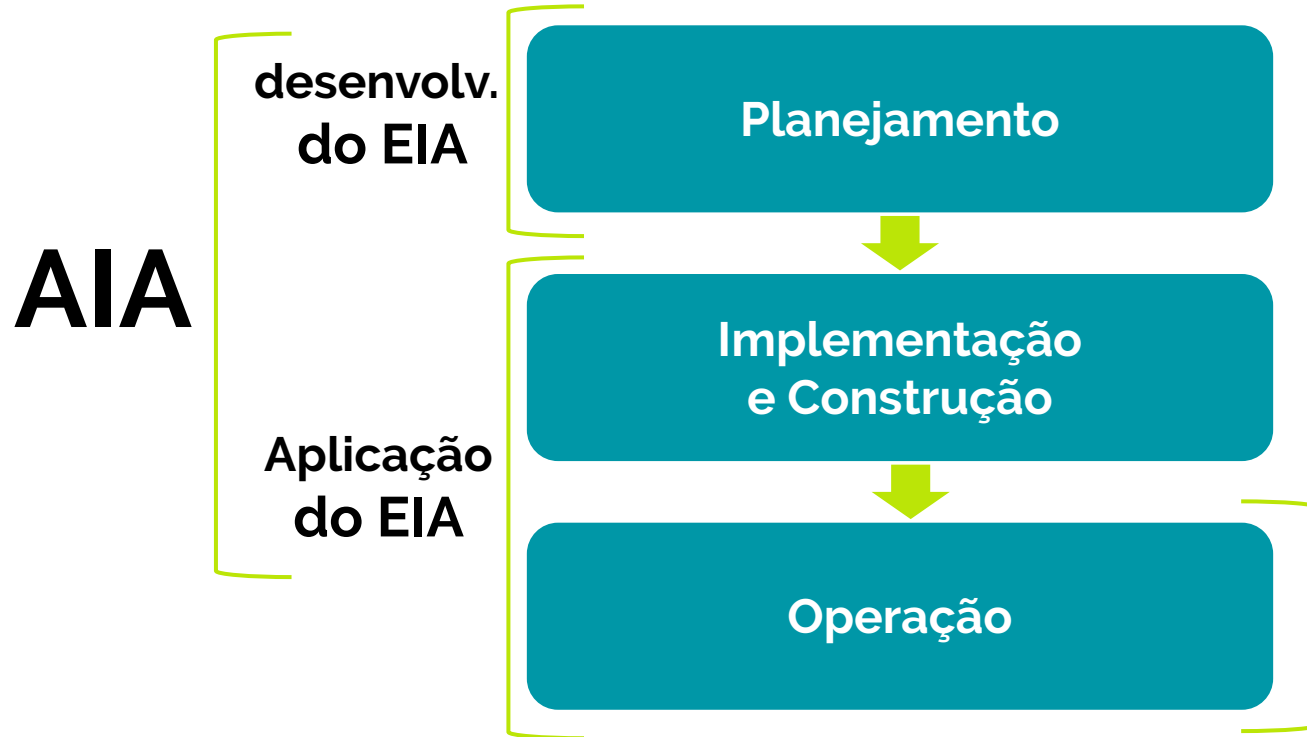 AIA
desenvolv.
do EIA
Planejamento
Implementação
e Construção
Aplicação
do EIA
Operação